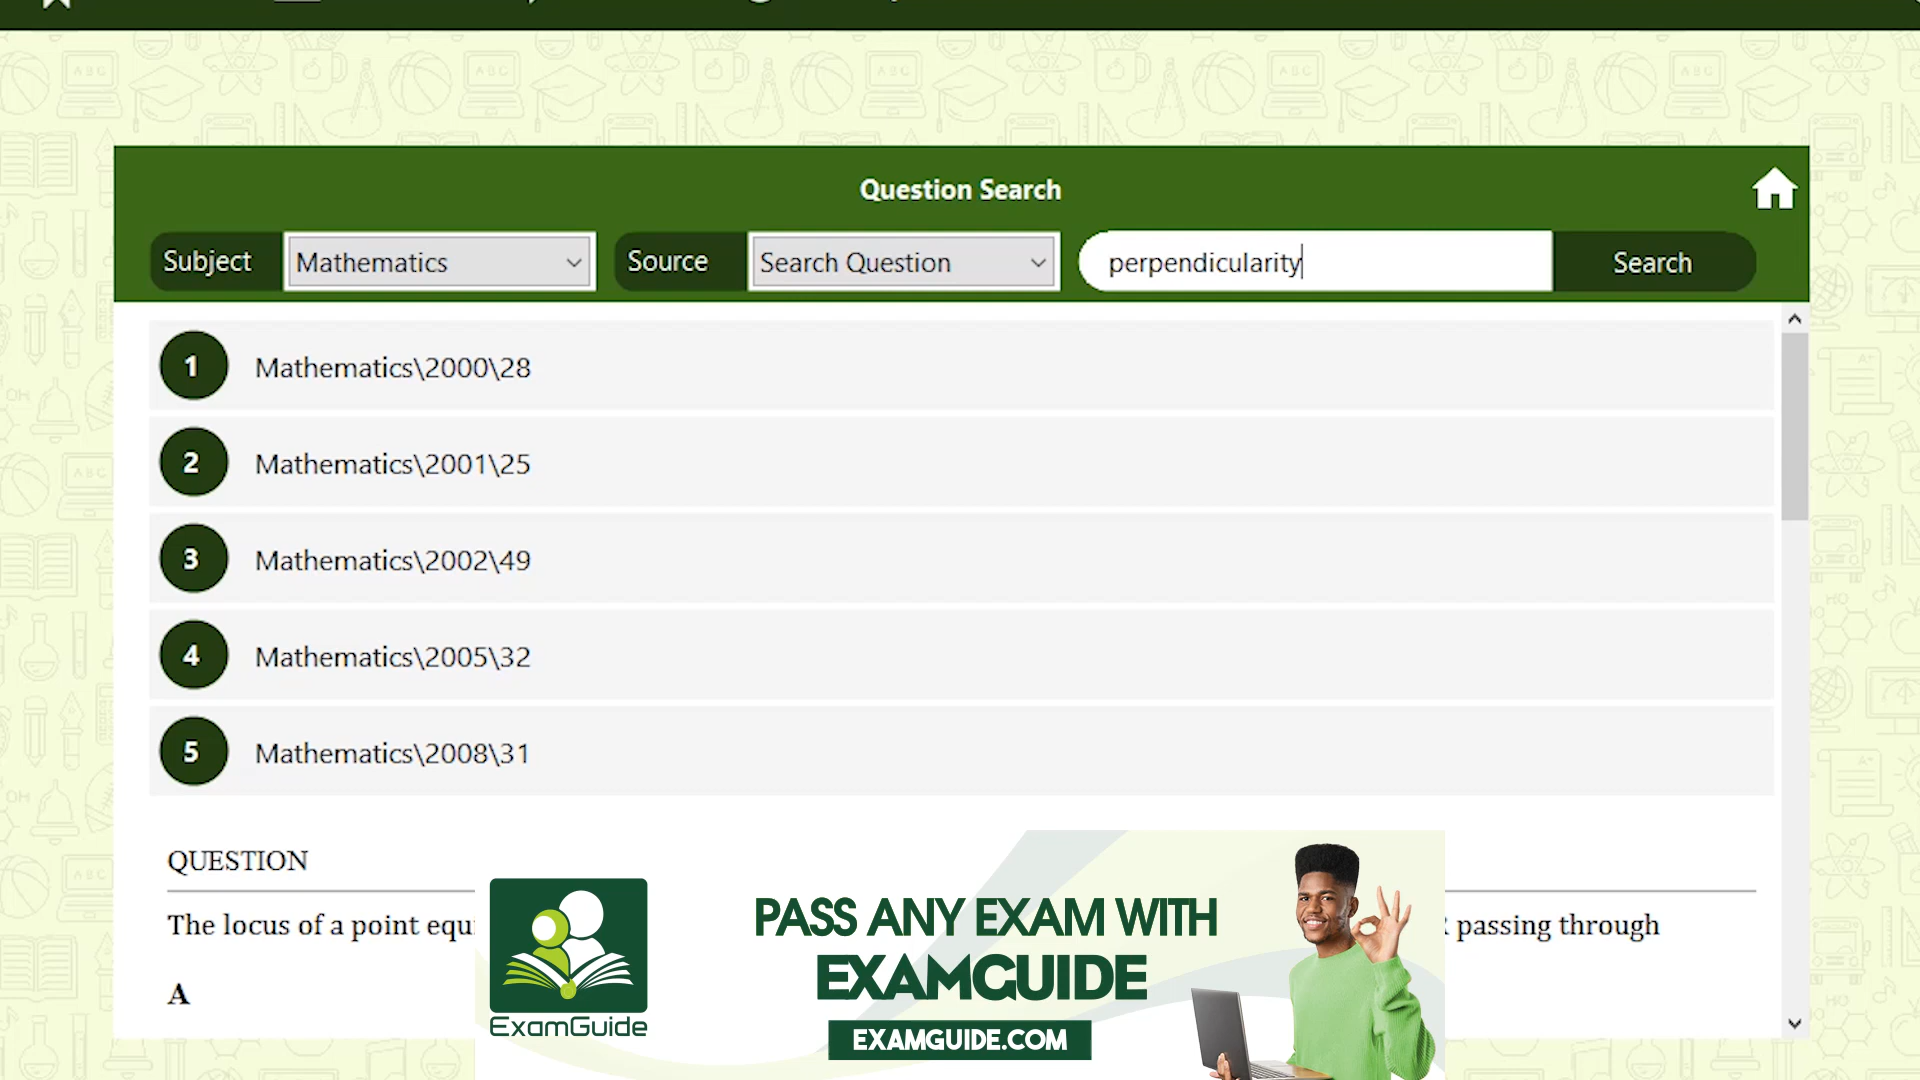 Question Search
Subject Mathematics Source Search Question perpendicularity Search
1 Mathematics\2000\28
2 Mathematics\2001\25
3 Mathematics\2002\49
4 Mathematics\2005\32
5 Mathematics\2008\31
QUESTION
The locus of a point passing through
A
PASS ANY EXAM WITH
EXAMGUIDE
EXAMGUIDE.COM
ExamGuide